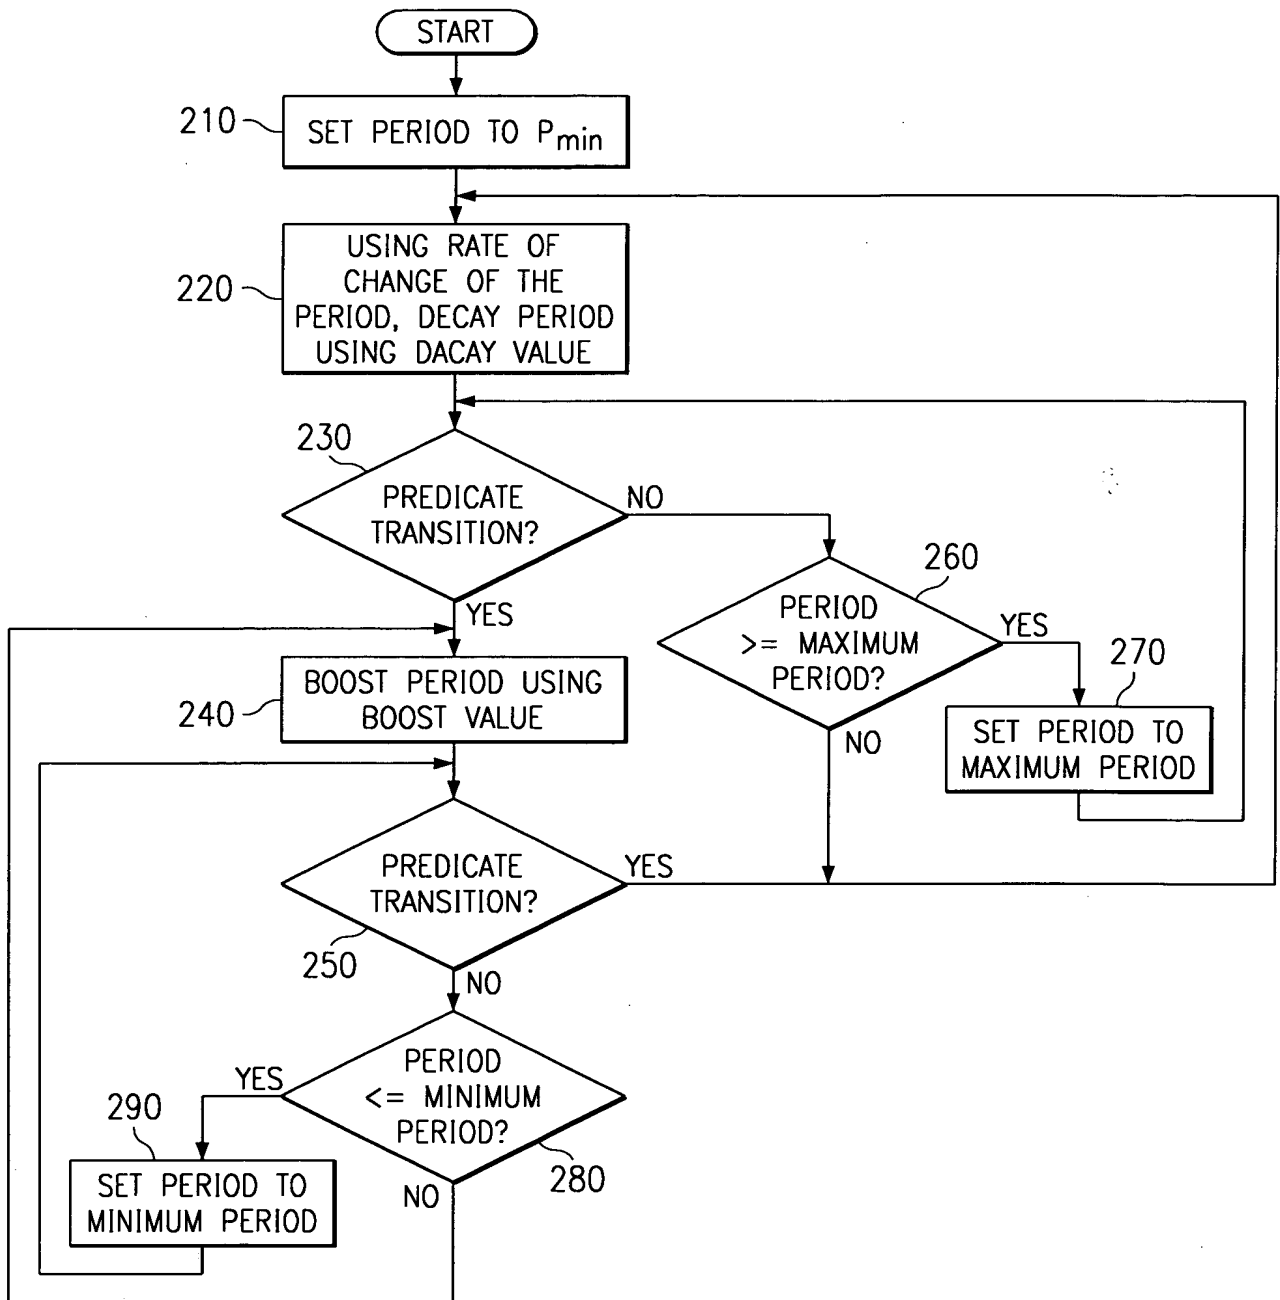 START
210
SET PERIOD TO Pmin
USING RATE OF
CHANGE OF THE
PERIOD, DECAY PERIOD
USING DACAY VALUE
220
230
PREDICATE
TRANSITION?
NO
YES
260
PERIOD
>= MAXIMUM
PERIOD?
YES
NO
270
SET PERIOD TO
MAXIMUM PERIOD
240
BOOST PERIOD USING
BOOST VALUE
PREDICATE
TRANSITION?
YES
250
NO
PERIOD
<= MINIMUM
PERIOD?
YES
280
NO
290
SET PERIOD TO
MINIMUM PERIOD